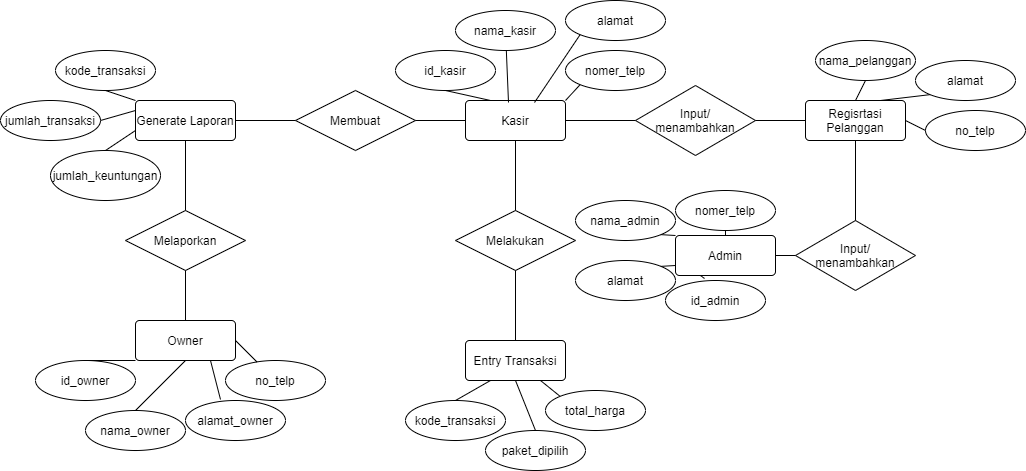 alamat
nama_kasir
id_kasir
nomer_telp
kode_transaksi
jumlah_transaksi
jumlah_keuntungan
Generate Laporan
Membuat
Kasir
Input/
menambahkan
nama_pelanggan
alamat
no_telp
Regisrtasi
Pelanggan
Melaporkan
Melakukan
nama_admin
nomer_telp
Admin
alamat
id_admin
Input/
menambahkan
Owner
id_owner
nama_owner
alamat_owner
no_telp
Entry Transaksi
kode_transaksi
paket_dipilih
total_harga